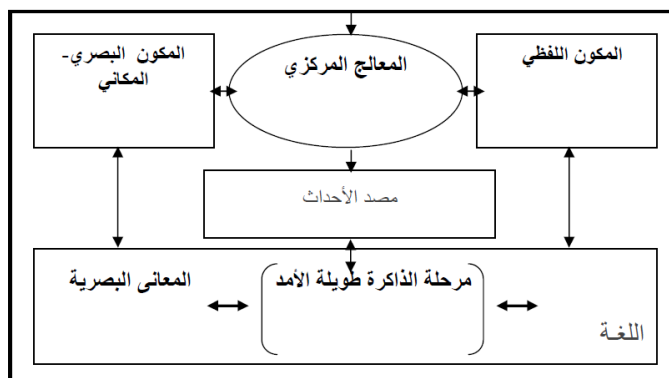 المكون اللفظي
المعالج المركزي
المكون البصري-
المكاني
مصد الأحداث
مرحلة الذاكرة طويلة الأمد
المعانى البصرية
اللغـة